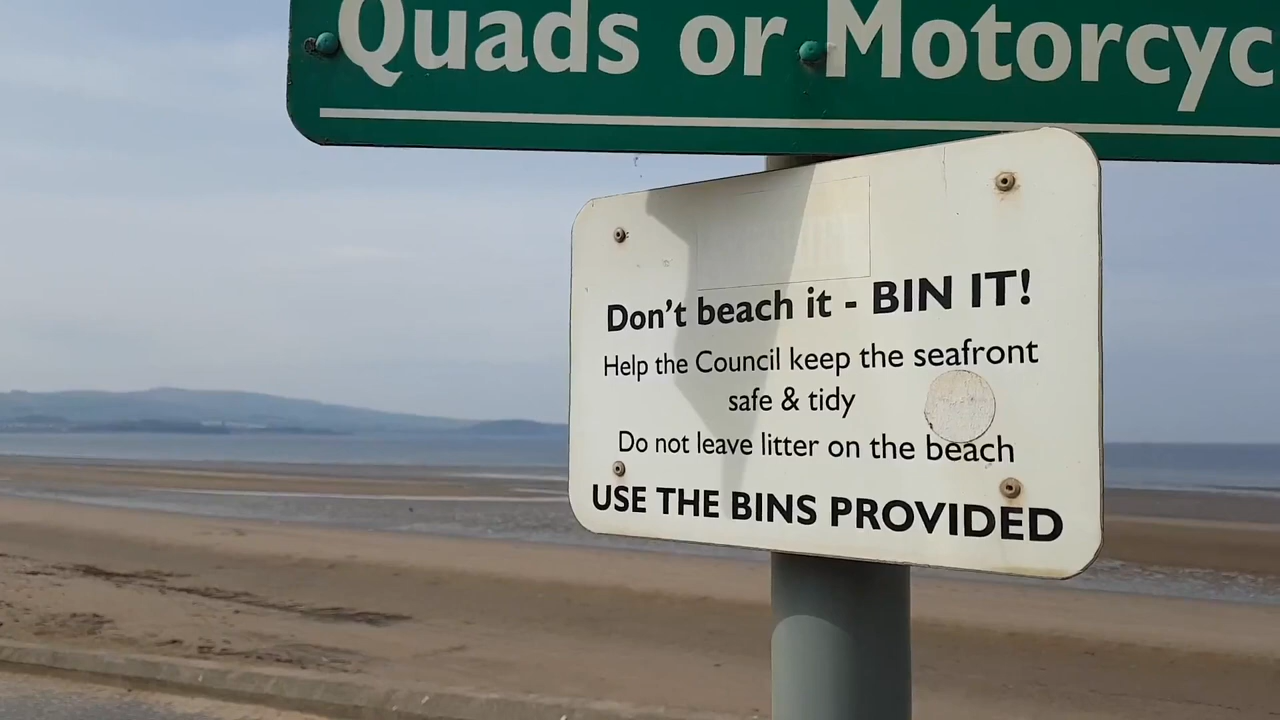 Quads or Motorcyc
Don't beach it - BIN IT!
Help the Council keep the seafront
safe & tidy
Do not leave litter on the beach
USE THE BINS PROVIDED